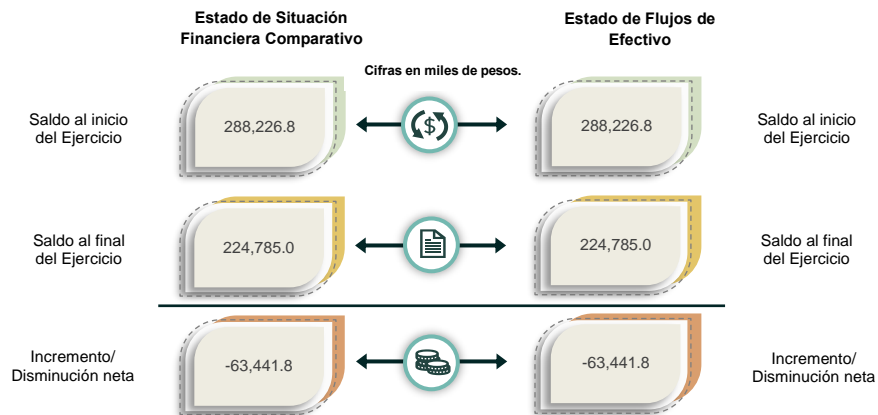 Estado de Situación
Financiera Comparativo
Estado de Flujos de
Efectivo
Cifras en miles de pesos.
Saldo al inicio
del Ejercicio
288,226.8
$
288,226.8
Saldo al inicio
del Ejercicio
Saldo al final
del Ejercicio
224,785.0
224,785.0
Saldo al final
del Ejercicio
Incremento/
Disminución neta
-63,441.8
-63,441.8
Incremento/
Disminución neta